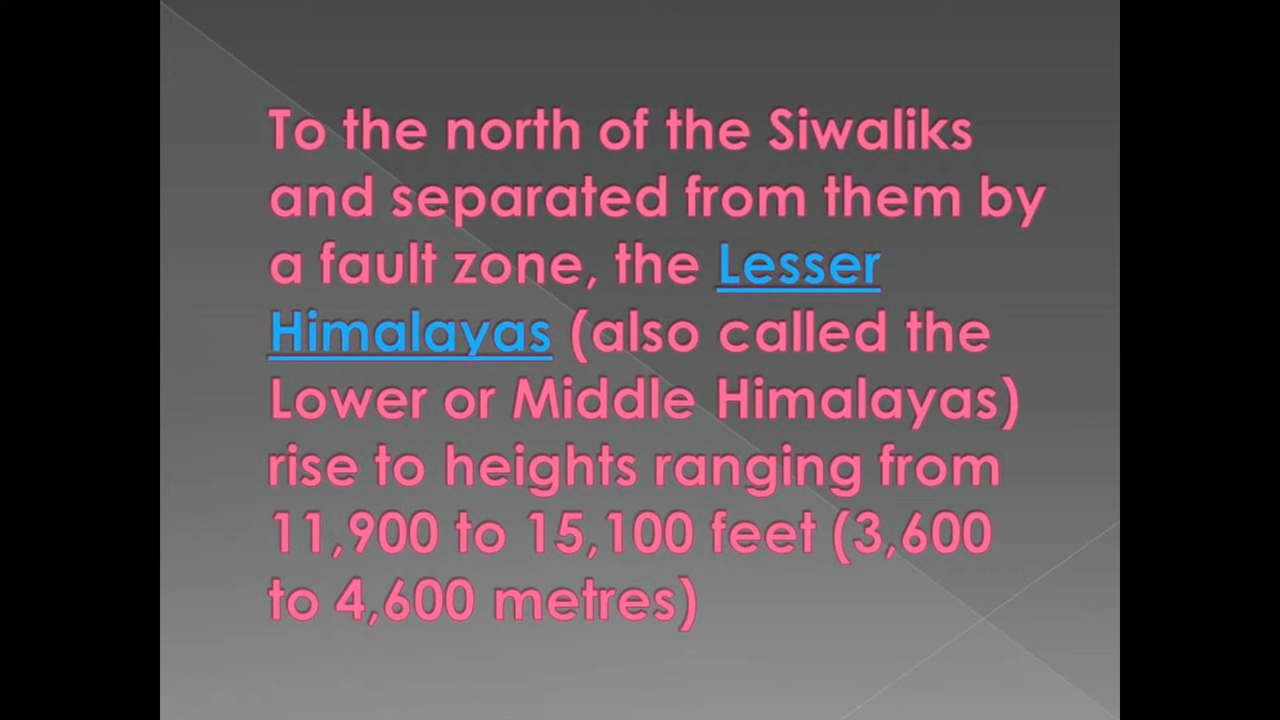 To the north of the Siwaliks
and separated from them by
a fault zone, the Lesser
Himalayas (also called the
Lower or Middle Himalayas)
rise to heights ranging from
11,900 to 15,100 feet (3,600
to 4,600 metres)